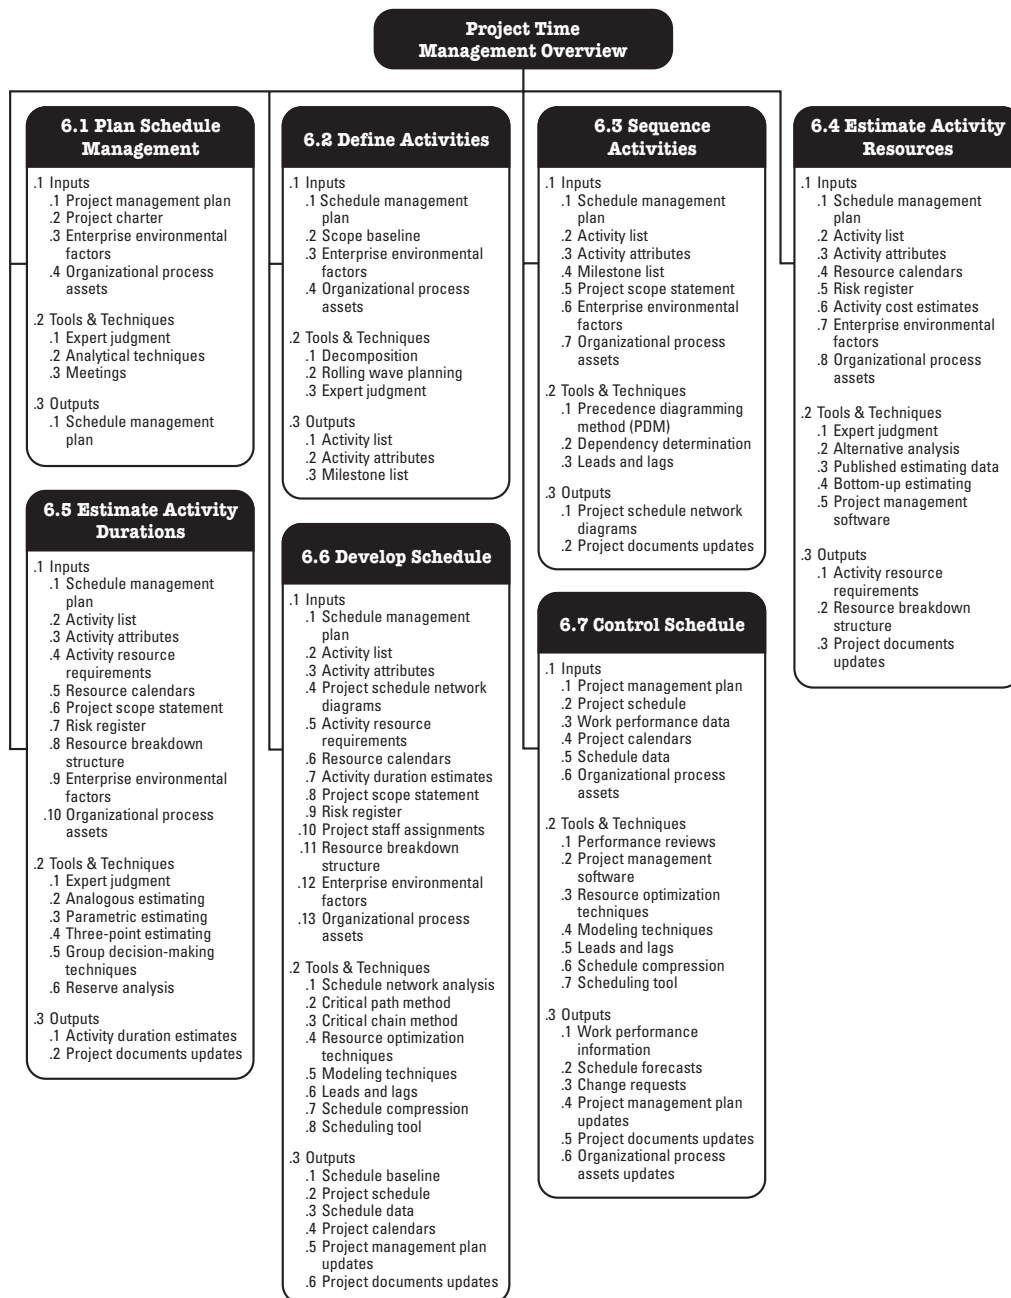 Project Time
Management Overview
6.1 Plan Schedule
Management
.1 Inputs
.1 Project management plan
.2 Project charter
.3 Enterprise environmental
factors
.4 Organizational process
assets
.2 Tools & Techniques
.1 Expert judgment
.2 Analytical techniques
.3 Meetings
.3 Outputs
.1 Schedule management
plan
6.2 Define Activities
.1 Inputs
.1 Schedule management
plan
.2 Scope baseline
.3 Enterprise environmental
factors
.4 Organizational process
assets
.2 Tools & Techniques
.1 Decomposition
.2 Rolling wave planning
.3 Expert judgment
.3 Outputs
.1 Activity list
.2 Activity attributes
.3 Milestone list
6.3 Sequence
Activities
.1 Inputs
.1 Schedule management
plan
.2 Activity list
.3 Activity attributes
.4 Milestone list
.5 Project scope statement
.6 Enterprise environmental
factors
.7 Organizational process
assets
.2 Tools & Techniques
.1 Precedence diagramming
method (PDM)
.2 Dependency determination
.3 Leads and lags
.3 Outputs
.1 Project schedule network
diagrams
.2 Project documents updates
6.4 Estimate Activity
Resources
.1 Inputs
.1 Schedule management
plan
.2 Activity list
.3 Activity attributes
.4 Resource calendars
.5 Risk register
.6 Activity cost estimates
.7 Enterprise environmental
factors
.8 Organizational process
assets
.2 Tools & Techniques
.1 Expert judgment
.2 Alternative analysis
.3 Published estimating data
.4 Bottom-up estimating
.5 Project management
software
.3 Outputs
.1 Activity resource
requirements
.2 Resource breakdown
structure
.3 Project documents
updates
6.5 Estimate Activity
Durations
.1 Inputs
.1 Schedule management
plan
.2 Activity list
.3 Activity attributes
.4 Activity resource
requirements
.5 Resource calendars
.6 Project scope statement
.7 Risk register
.8 Resource breakdown
structure
.9 Enterprise environmental
factors
.10 Organizational process
assets
.2 Tools & Techniques
.1 Expert judgment
.2 Analogous estimating
.3 Parametric estimating
.4 Three-point estimating
.5 Group decision-making
techniques
.6 Reserve analysis
.3 Outputs
.1 Activity duration estimates
.2 Project documents updates
6.6 Develop Schedule
.1 Inputs
.1 Schedule management
plan
.2 Activity list
.3 Activity attributes
.4 Project schedule network
diagrams
.5 Activity resource
requirements
.6 Resource calendars
.7 Activity duration estimates
.8 Project scope statement
.9 Risk register
.10 Project staff assignments
.11 Resource breakdown
structure
.12 Enterprise environmental
factors
.13 Organizational process
assets
.2 Tools & Techniques
.1 Schedule network analysis
.2 Critical path method
.3 Critical chain method
.4 Resource optimization
techniques
.5 Modeling techniques
.6 Leads and lags
.7 Schedule compression
.8 Scheduling tool
.3 Outputs
.1 Schedule baseline
.2 Project schedule
.3 Schedule data
.4 Project calendars
.5 Project management plan
updates
.6 Project documents updates
6.7 Control Schedule
.1 Inputs
.1 Project management plan
.2 Project schedule
.3 Work performance data
.4 Project calendars
.5 Schedule data
.6 Organizational process
assets
.2 Tools & Techniques
.1 Performance reviews
.2 Project management
software
.3 Resource optimization
techniques
.4 Modeling techniques
.5 Leads and lags
.6 Schedule compression
.7 Scheduling tool
.3 Outputs
.1 Work performance
information
.2 Schedule forecasts
.3 Change requests
.4 Project management plan
updates
.5 Project documents updates
.6 Organizational process
assets updates